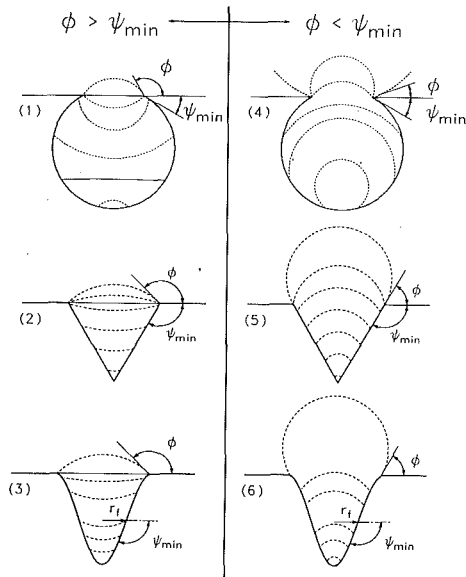 ϕ > ψmin
ϕ < ψmin
ϕ
ψmin
(1)
ϕ
ψmin
(4)
ϕ
ψmin
(2)
ϕ
ψmin
(5)
ϕ
rf
ψmin
(3)
ϕ
rf
ψmin
(6)